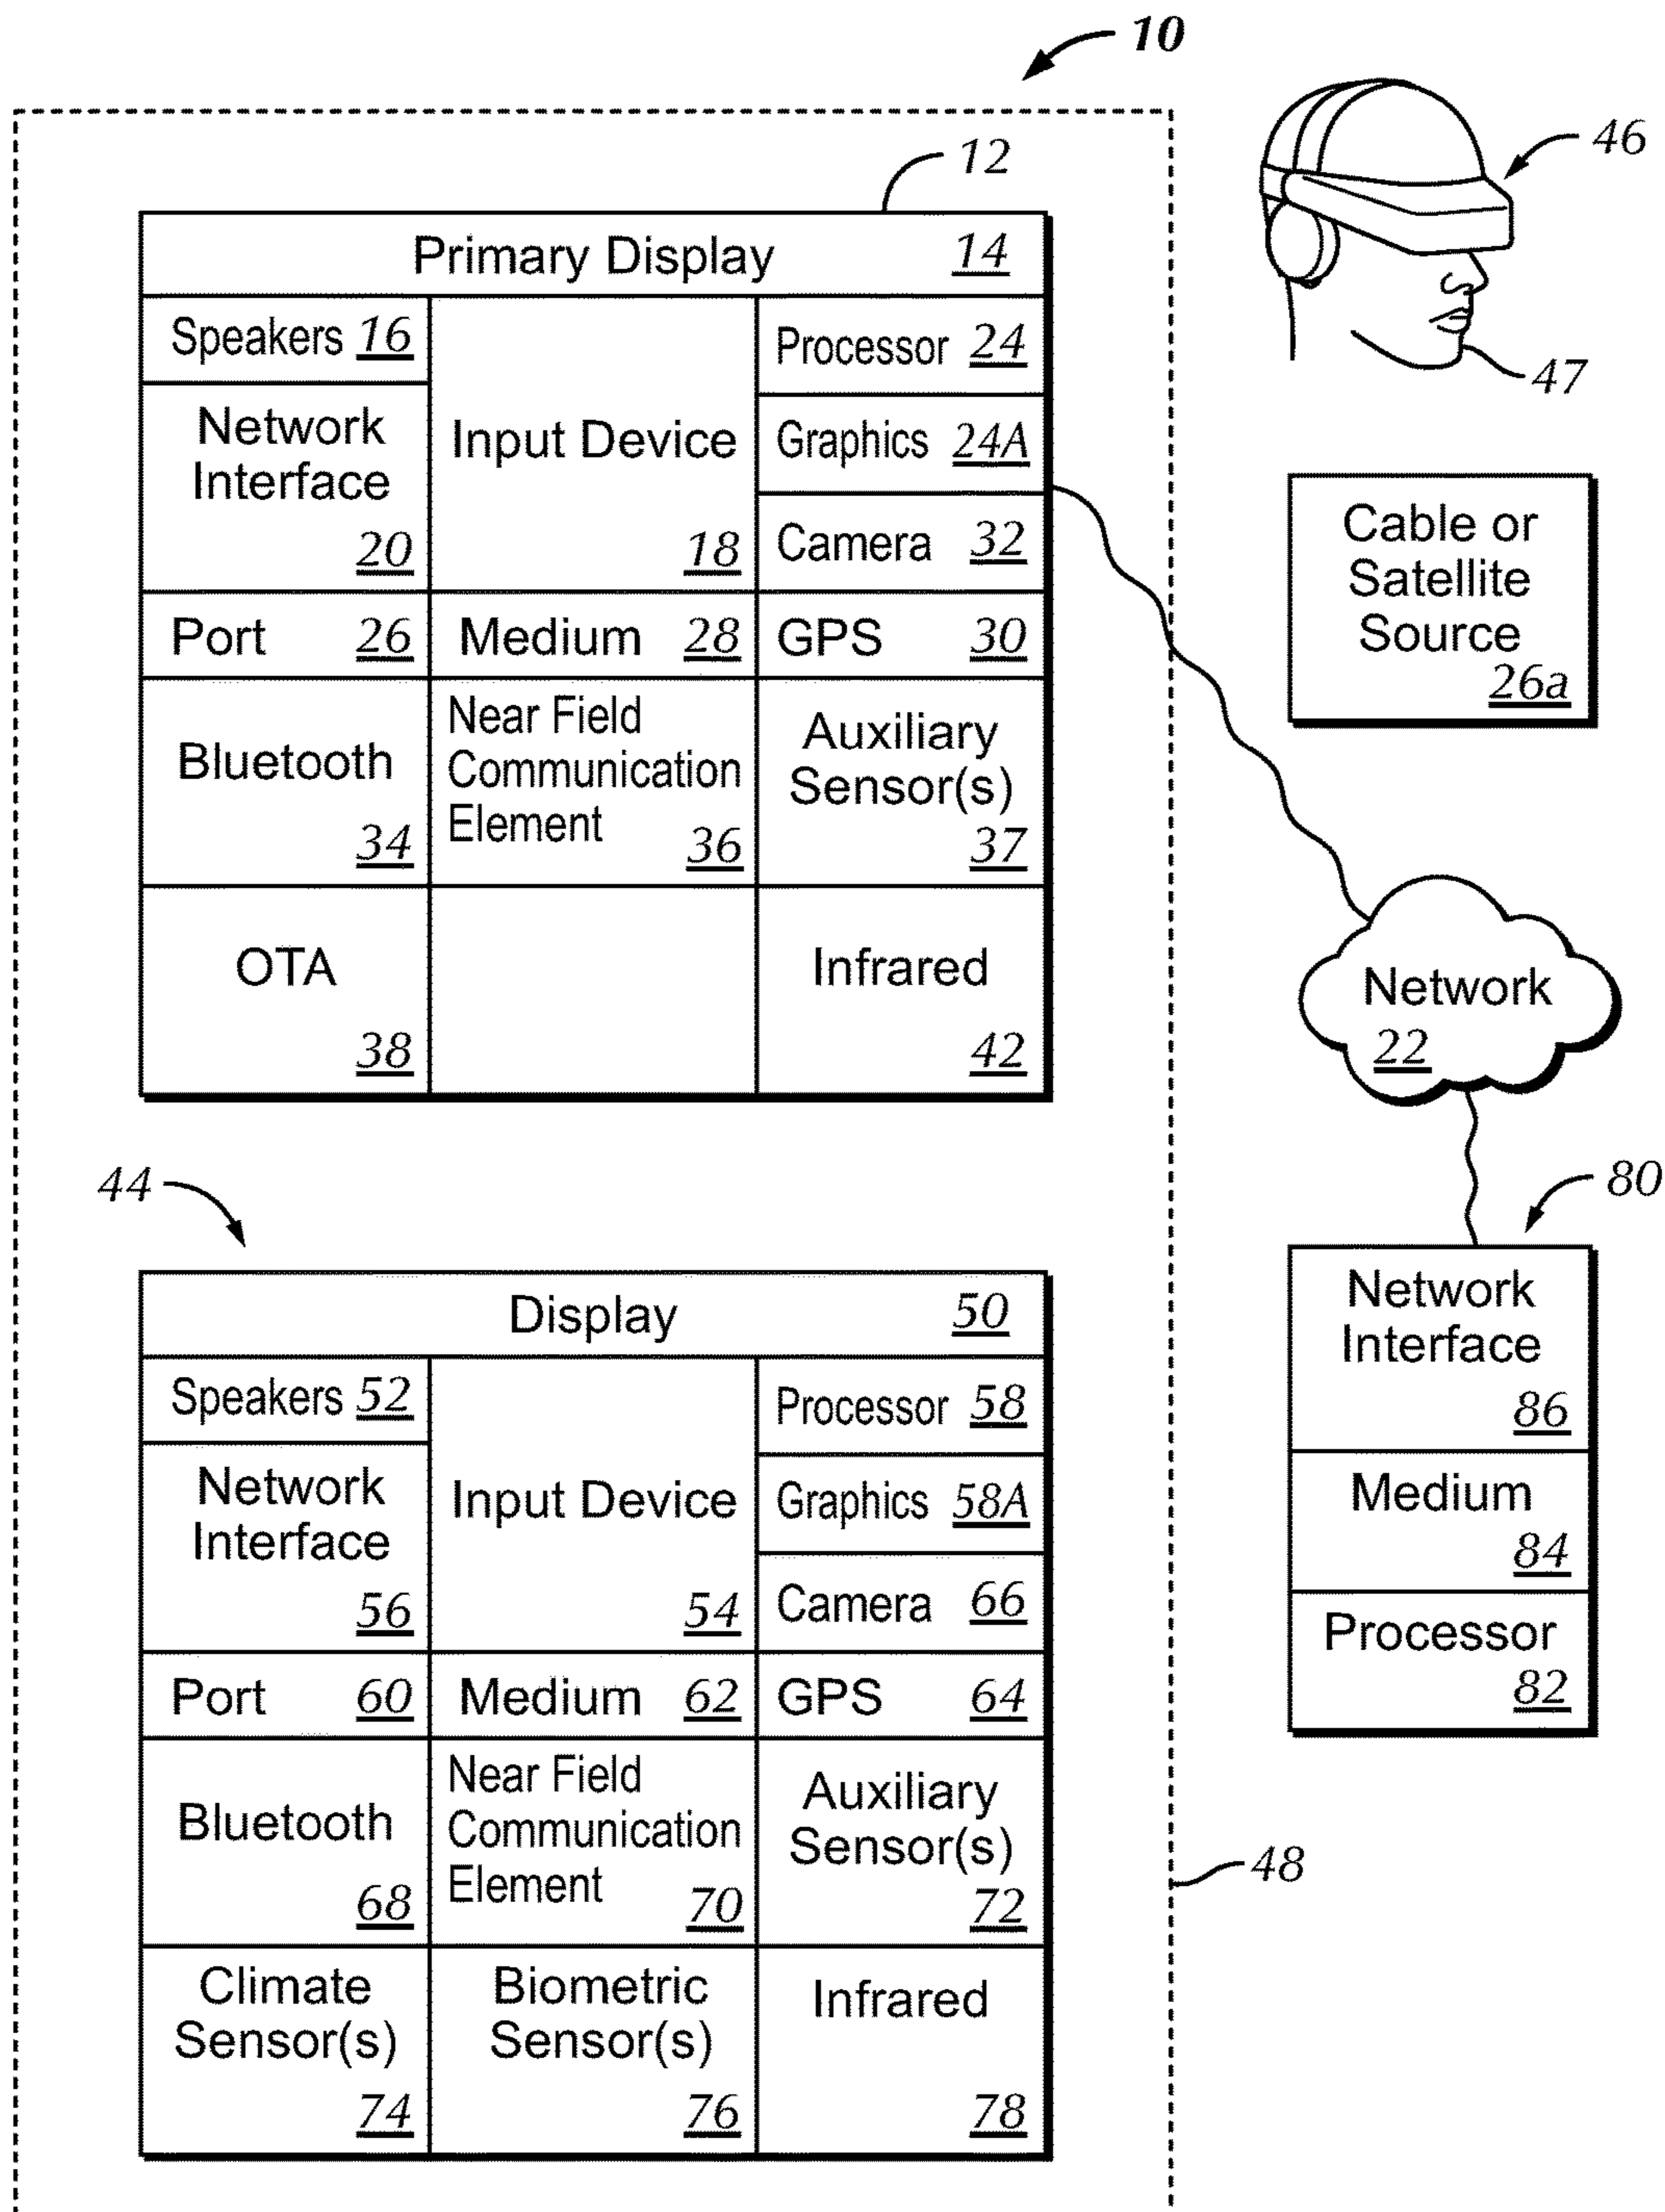 10
12
46
47
Primary Display 14
Speakers 16
Network
Interface
20
Input Device
18
Processor 24
Graphics 24A
Camera 32
Port 26
Medium 28
GPS 30
Bluetooth
34
Near Field
Communication
Element
36
Auxiliary
Sensor(s)
37
OTA
38
Infrared
42
Cable or
Satellite
Source
26a
Network
22
44
Display 50
Speakers 52
Network
Interface
56
Input Device
54
Processor 58
Graphics 58A
Camera 66
Port 60
Medium 62
GPS 64
Bluetooth
68
Near Field
Communication
Element
70
Auxiliary
Sensor(s)
72
Climate
Sensor(s)
74
Biometric
Sensor(s)
76
Infrared
78
80
Network
Interface
86
Medium
84
Processor
82
48